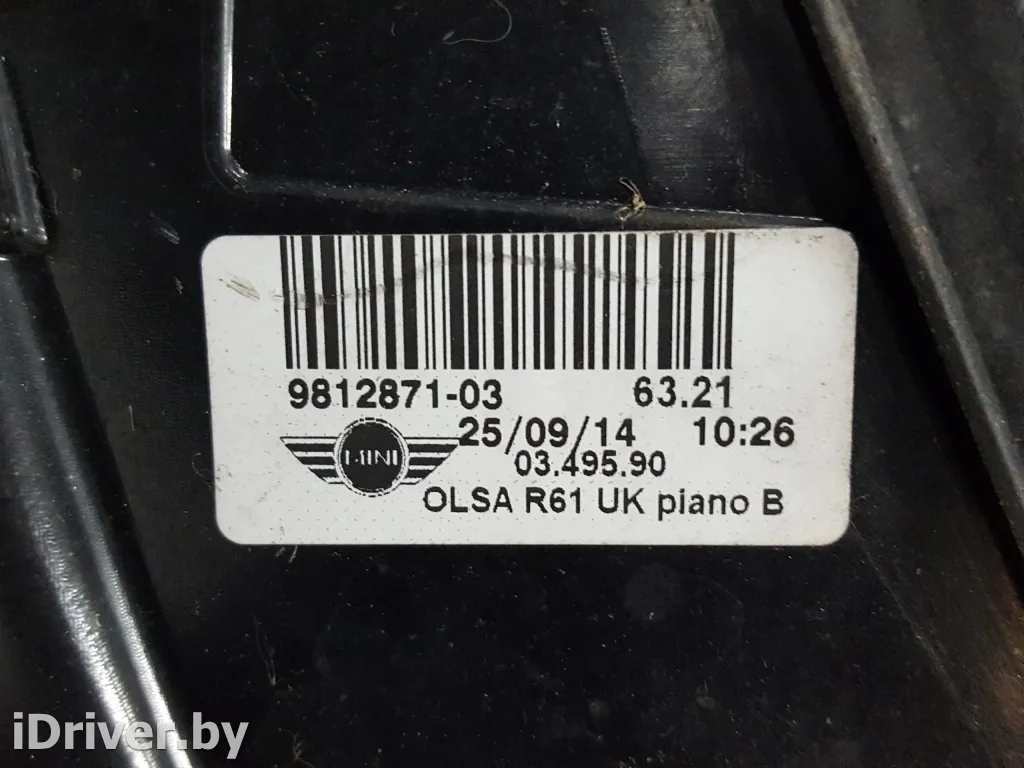 9812871-03 63.21
25/09/14 10:26
MINI
03.495.90
OLSA R61 UK piano B
iDriver.by